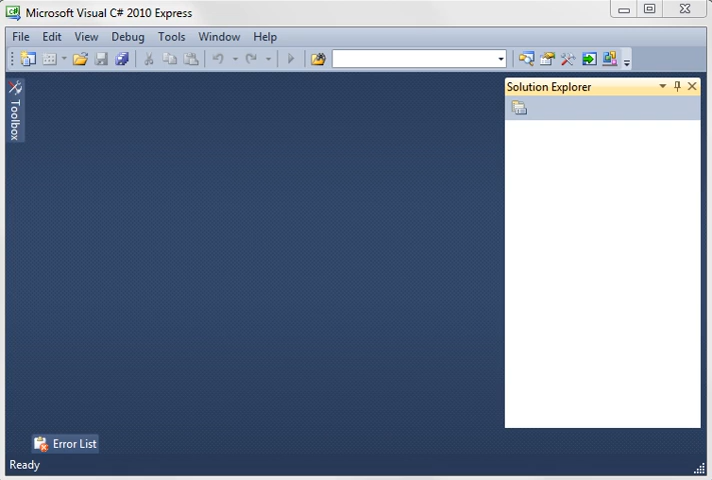 Microsoft Visual C# 2010 Express
File Edit View Debug Tools Window Help
Solution Explorer
Toolbox
Error List
Ready